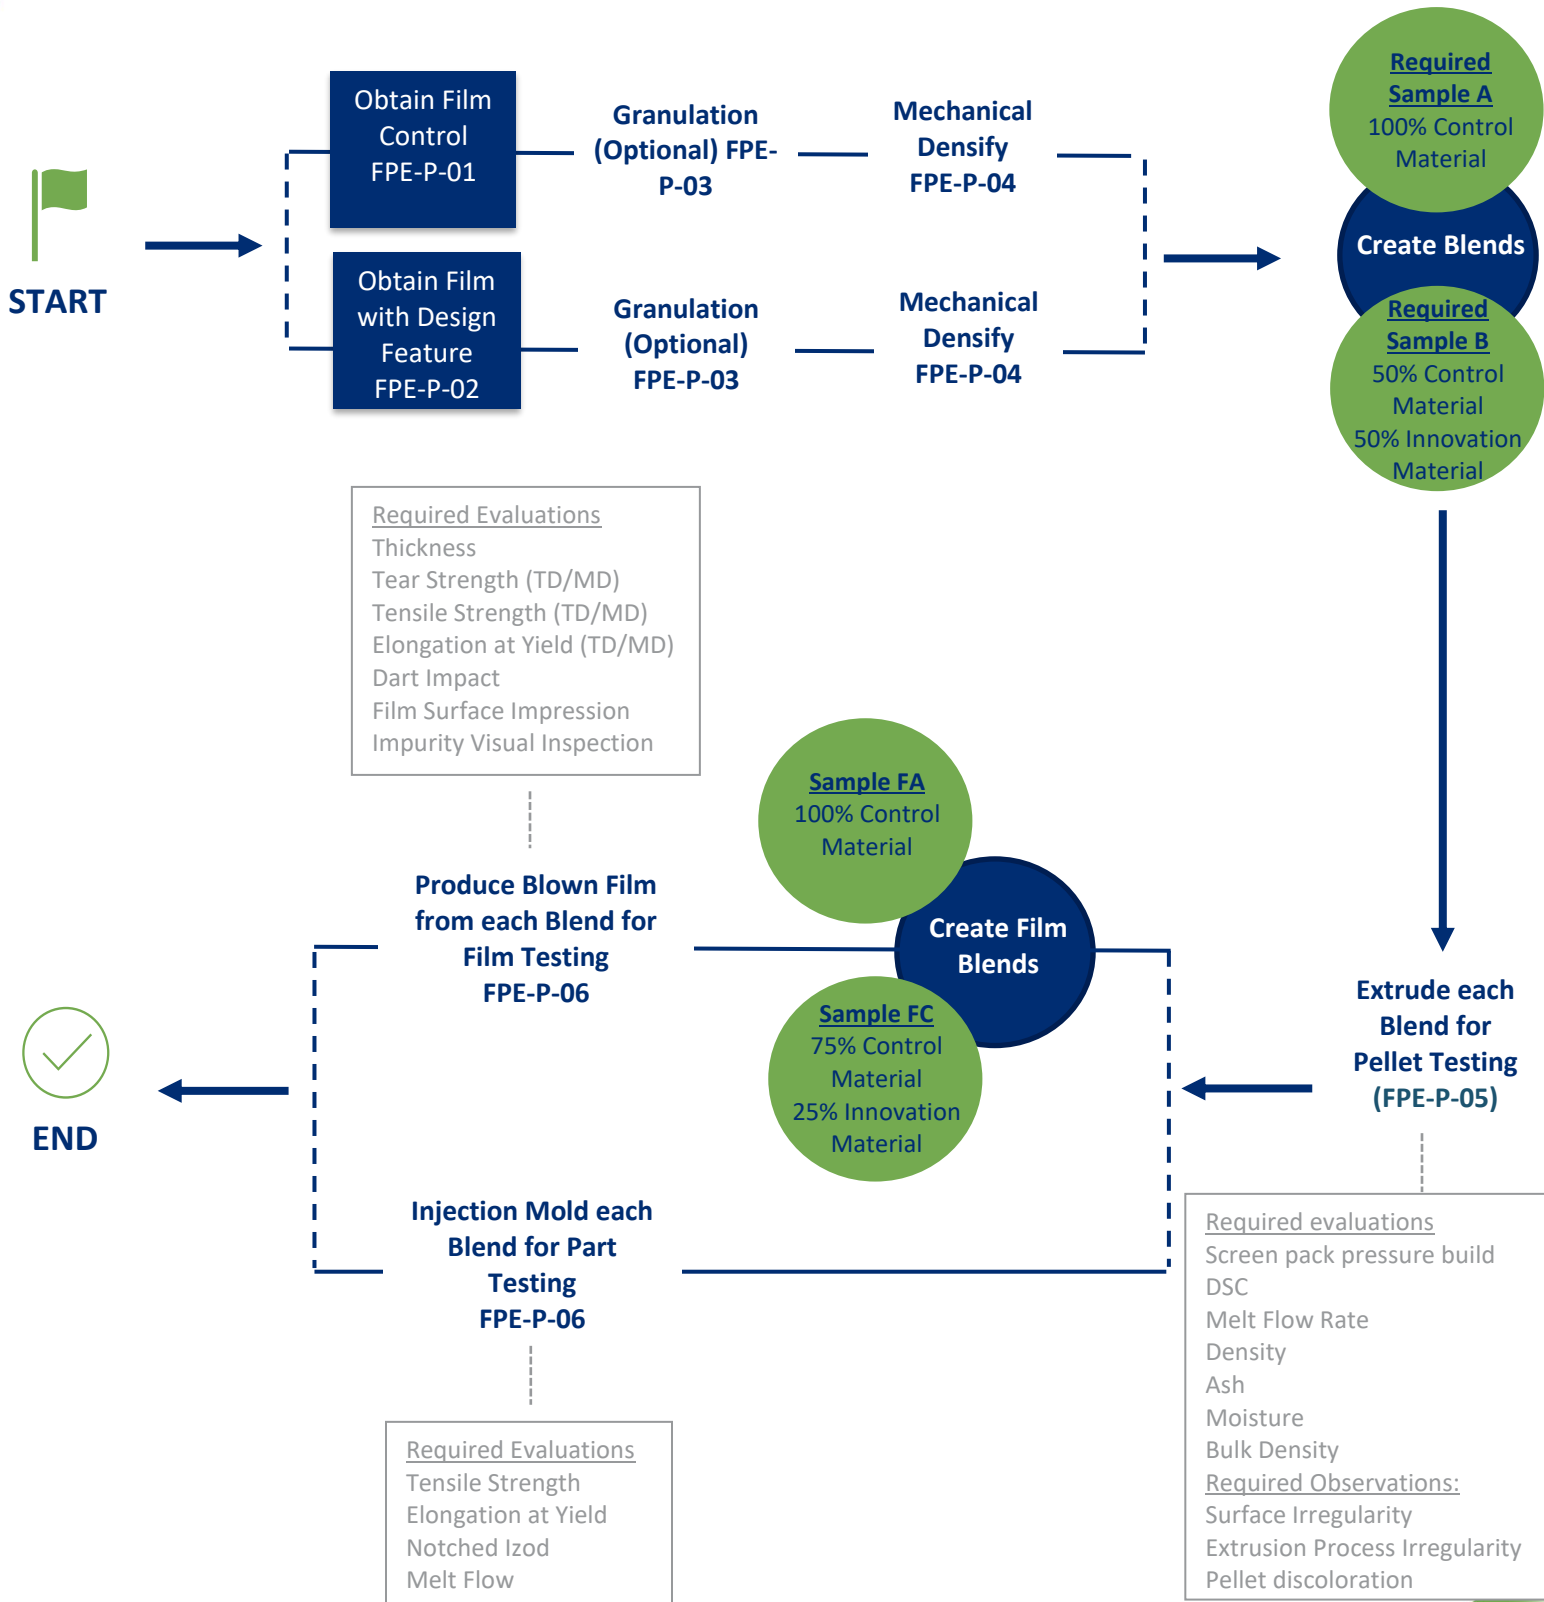 START
Obtain Film
Control
FPE-P-01
Granulation
(Optional) FPE-
P-03
Mechanical
Densify
FPE-P-04
Obtain Film
with Design
Feature
FPE-P-02
Granulation
(Optional)
FPE-P-03
Mechanical
Densify
FPE-P-04
Required
Sample A
100% Control
Material
Create Blends
Required
Sample B
50% Control
Material
50% Innovation
Material
Extrude each
Blend for
Pellet Testing
(FPE-P-05)
Required evaluations
Screen pack pressure build
DSC
Melt Flow Rate
Density
Ash
Moisture
Bulk Density
Required Observations:
Surface Irregularity
Extrusion Process Irregularity
Pellet discoloration
Sample FA
100% Control
Material
Create Film
Blends
Sample FC
75% Control
Material
25% Innovation
Material
Required Evaluations
Thickness
Tear Strength (TD/MD)
Tensile Strength (TD/MD)
Elongation at Yield (TD/MD)
Dart Impact
Film Surface Impression
Impurity Visual Inspection
Produce Blown Film
from each Blend for
Film Testing
FPE-P-06
Injection Mold each
Blend for Part
Testing
FPE-P-06
Required Evaluations
Tensile Strength
Elongation at Yield
Notched Izod
Melt Flow
END